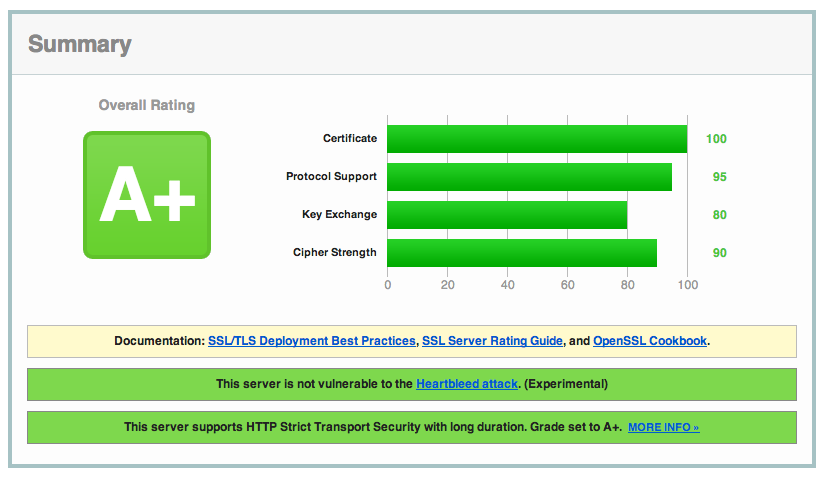 Summary
Overall Rating
A+
Certificate 100
Protocol Support 95
Key Exchange 80
Cipher Strength 90
0 20 40 60 80 100
Documentation: SSL/TLS Deployment Best Practices, SSL Server Rating Guide, and OpenSSL Cookbook.
This server is not vulnerable to the Heartbleed attack. (Experimental)
This server supports HTTP Strict Transport Security with long duration. Grade set to A+. MORE INFO »